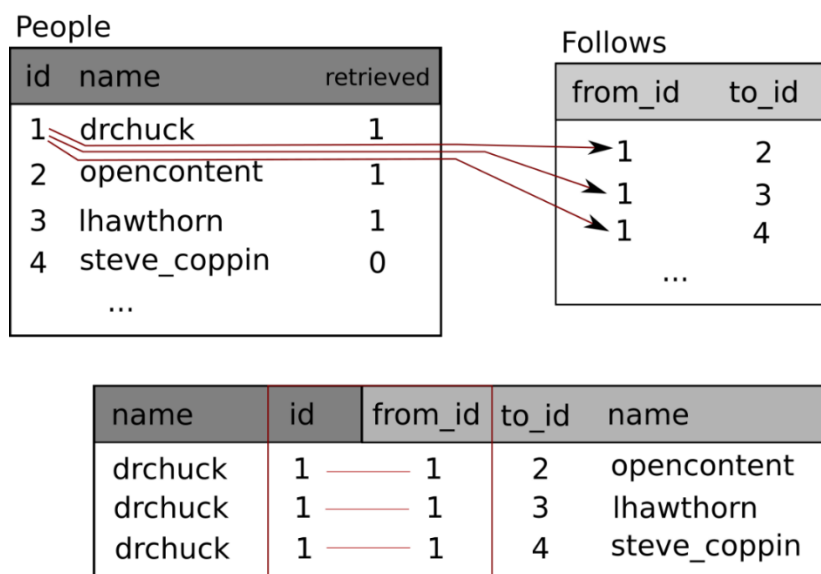 People
id name retrieved
1 drchuck 1
2 opencontent 1
3 lhawthorn 1
4 steve_coppin 0
...
Follows
from_id to_id
1 2
1 3
1 4
...
name id from_id to_id name
drchuck 1 1 2 opencontent
drchuck 1 1 3 lhawthorn
drchuck 1 1 4 steve_coppin